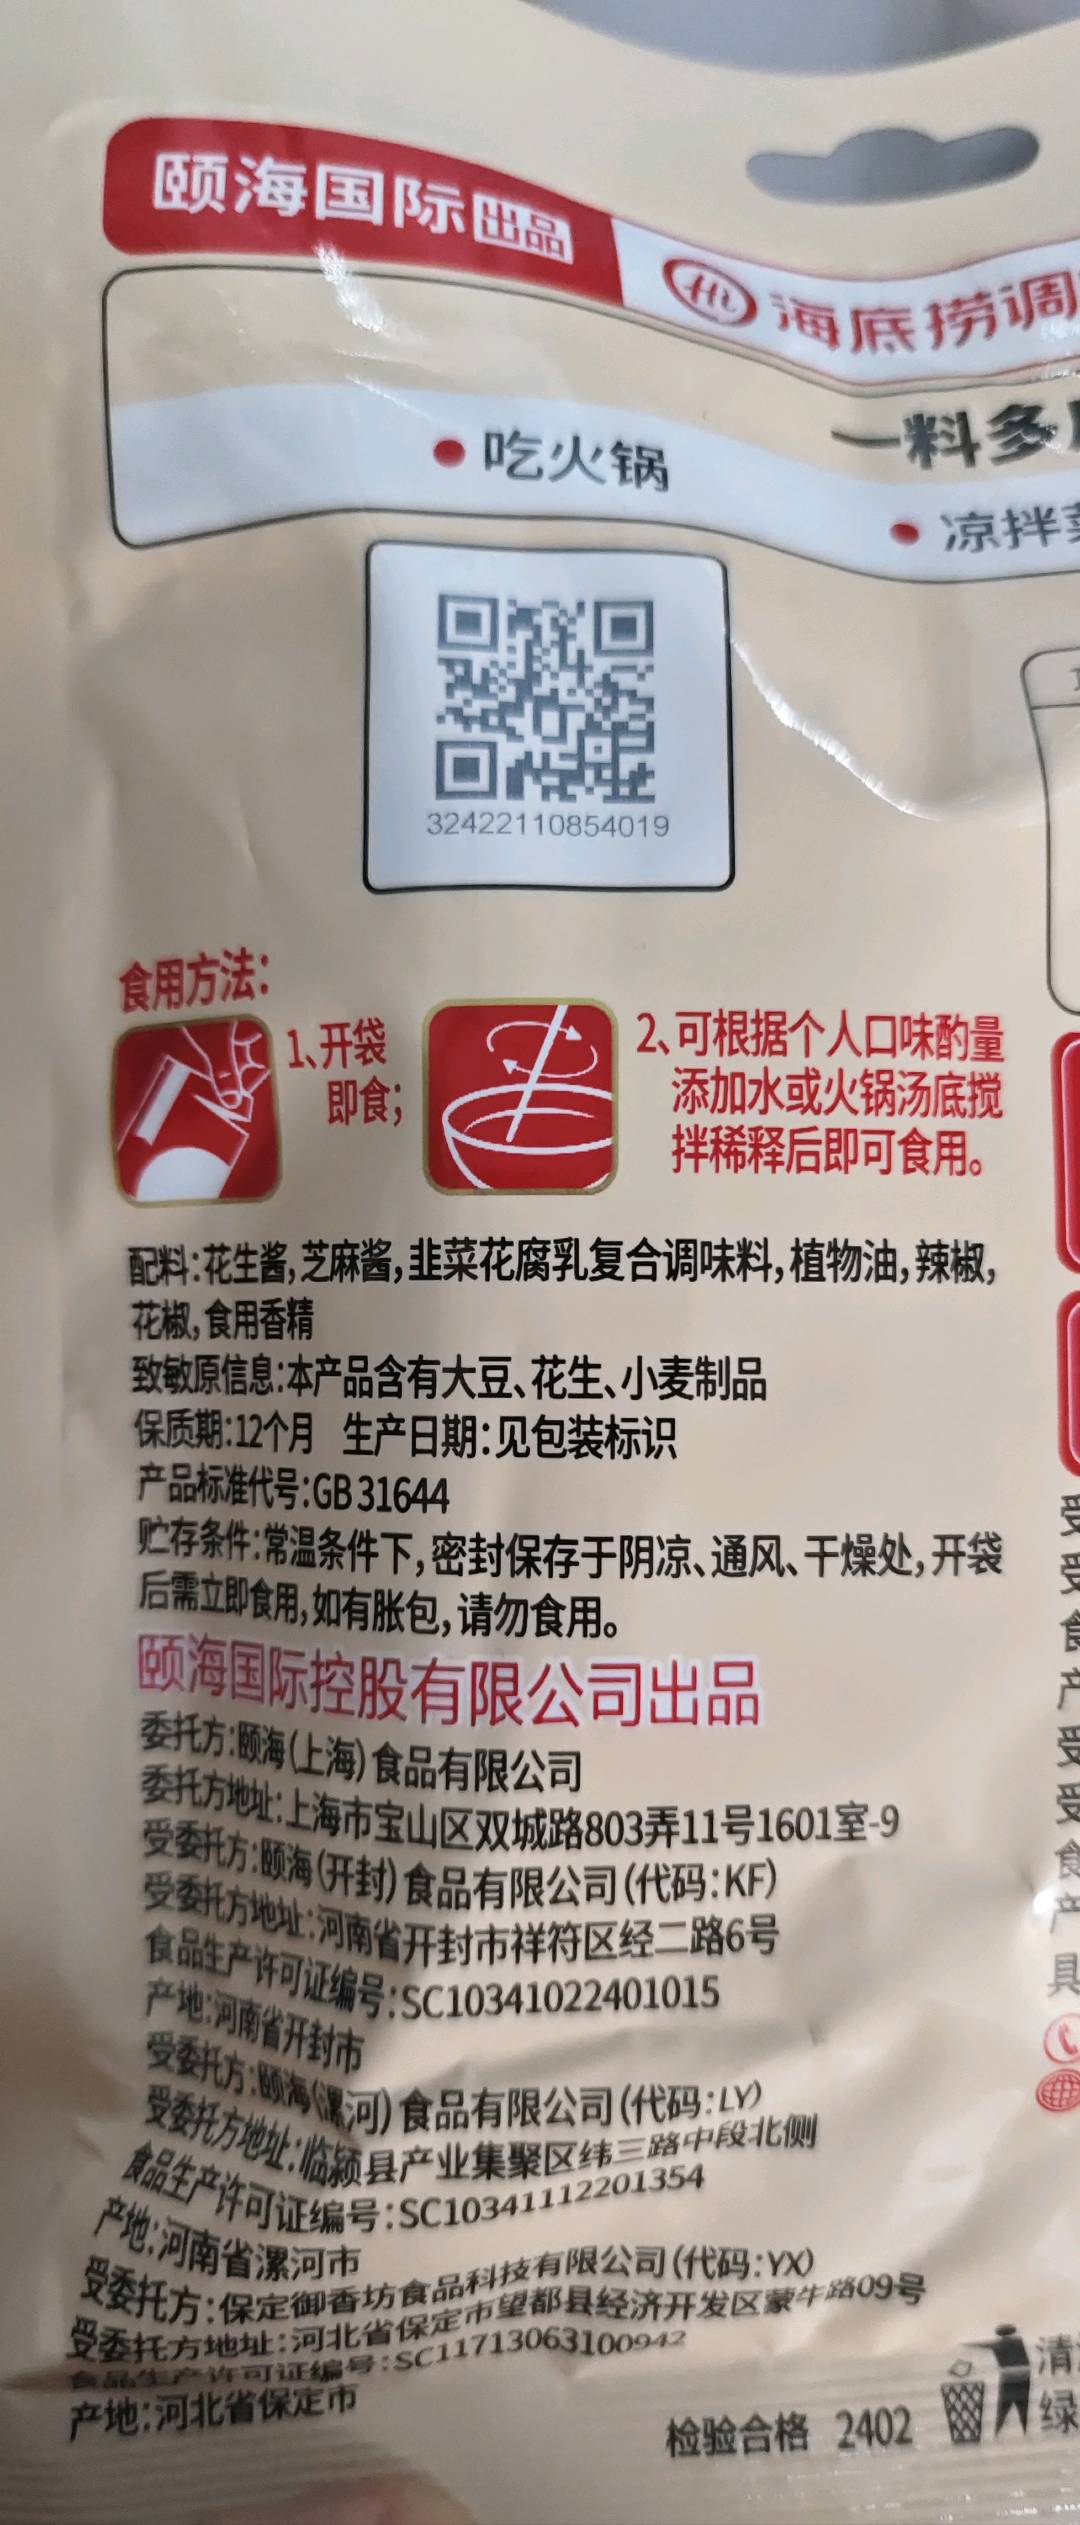 颐海国际出品
Hi 海底捞调
一料多
• 吃火锅
• 凉拌
32422110854019
食用方法:
1、开袋
即食;
2、可根据个人口味酌量
添加水或火锅汤底搅
拌稀释后即可食用。
配料:花生酱,芝麻酱,韭菜花腐乳复合调味料,植物油,辣椒,
花椒,食用香精
致敏原信息:本产品含有大豆、花生、小麦制品
保质期:12个月 生产日期:见包装标识
产品标准代号:GB 31644
贮存条件:常温条件下,密封保存于阴凉、通风、干燥处,开袋
后需立即食用,如有胀包,请勿食用。
颐海国际控股有限公司出品
委托方:颐海(上海)食品有限公司
委托方地址:上海市宝山区双城路803弄11号1601室-9
受委托方:颐海(开封)食品有限公司(代码:KF)
受委托方地址:河南省开封市祥符区经二路6号
食品生产许可证编号:SC10341022401015
产地:河南省开封市
受委托方:颐海(漯河)食品有限公司(代码:LY)
受委托方地址:临颍县产业集聚区纬三路中段北侧
食品生产许可证编号:SC10341112201354
产地:河南省漯河市
受委托方:保定御香坊食品科技有限公司(代码:YX)
受委托方地址:河北省保定市望都县经济开发区蒙牛路09号
食品生产许可证编号:SC11713063100942
产地:河北省保定市
检验合格 2402
受
受
食
产
受
受
食
产
具
清
绿